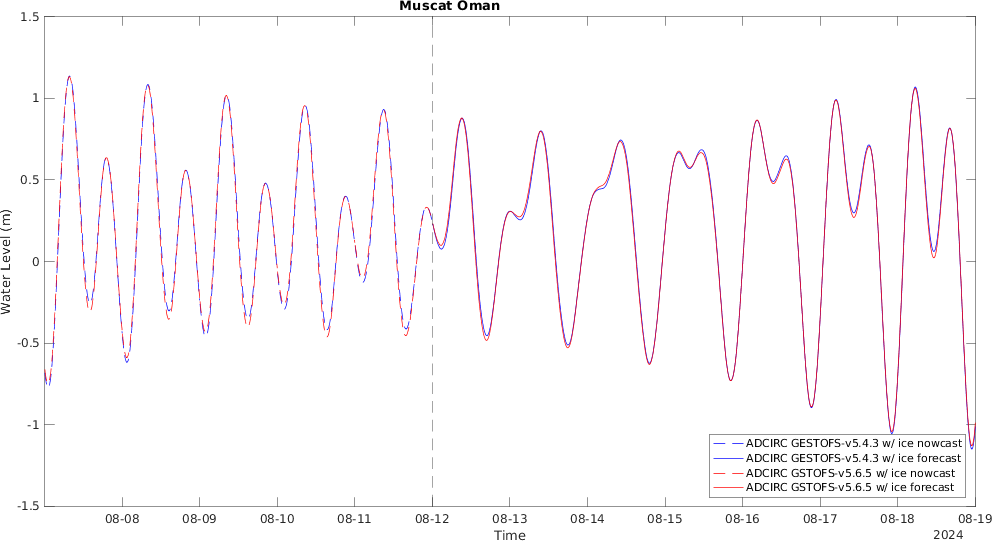 Muscat Oman
1.5
1
0.5
0
-0.5
-1
-1.5
Water Level (m)
08-08 08-09 08-10 08-11 08-12 08-13 08-14 08-15 08-16 08-17 08-18 08-19
Time
2024
ADCIRC GESTOFS-v5.4.3 w/ ice nowcast
ADCIRC GESTOFS-v5.4.3 w/ ice forecast
ADCIRC GSTOFS-v5.6.5 w/ ice nowcast
ADCIRC GSTOFS-v5.6.5 w/ ice forecast